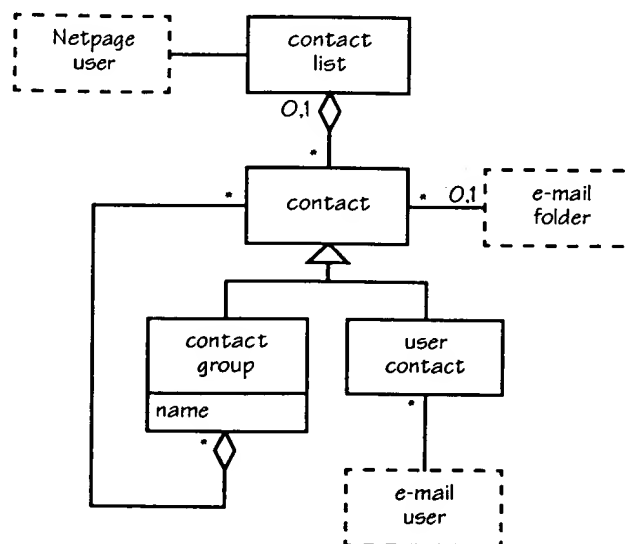 Netpage
user
contact
list
0,1
*
*
contact
*
0,1
e-mail
folder
contact
group
name
*
user
contact
*
e-mail
user